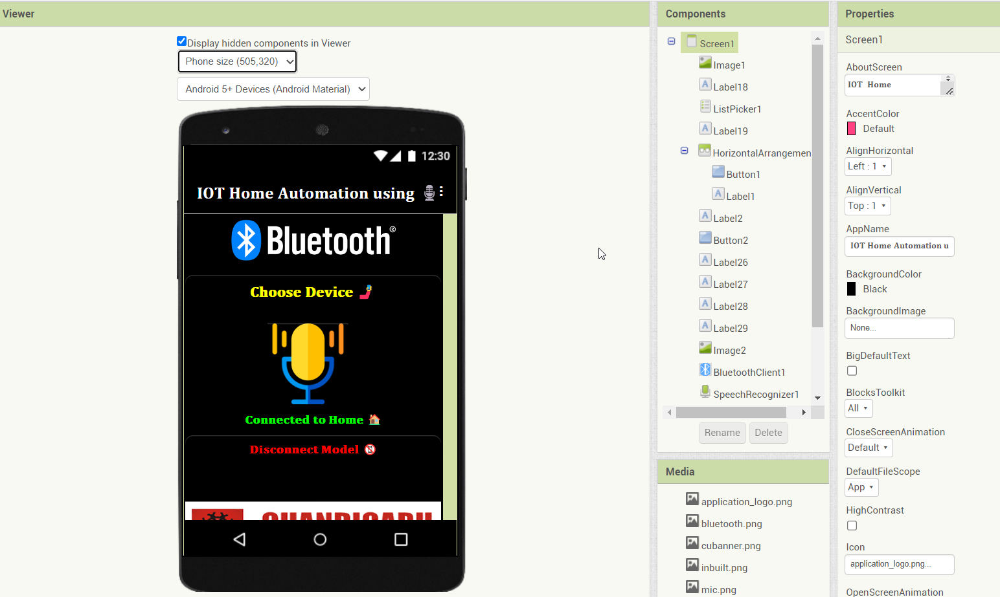 Viewer
Display hidden components in Viewer
Phone size (505,320)
Android 5+ Devices (Android Material)
12:30
IOT Home Automation using
Bluetooth®
Choose Device
Connected to Home
Disconnect Model
CHANDIGARH
Components
Screen1
Image1
Label18
ListPicker1
Label19
HorizontalArrangemen
Button1
Label1
Label2
Button2
Label26
Label27
Label28
Label29
Image2
BluetoothClient1
SpeechRecognizer1
Rename Delete
Media
application_logo.png
bluetooth.png
cubanner.png
inbuilt.png
mic.png
Properties
Screen1
AboutScreen
IOT Home
AccentColor
Default
AlignHorizontal
Left : 1
AlignVertical
Top : 1
AppName
IOT Home Automation u
BackgroundColor
Black
BackgroundImage
None...
BigDefaultText
BlocksToolkit
All
CloseScreenAnimation
Default
DefaultFileScope
App
HighContrast
Icon
application_logo.png...
OpenScreenAnimation